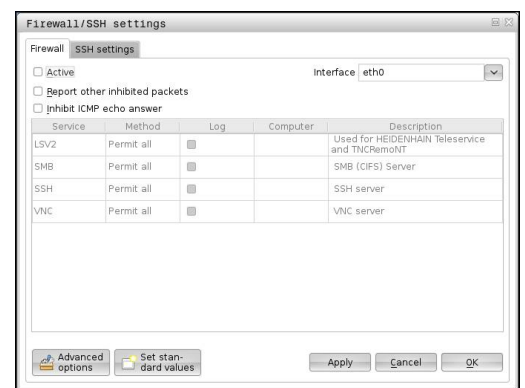 Firewall/SSH settings
Firewall SSH settings
Active Interface eth0
Report other inhibited packets
Inhibit ICMP echo answer
Service Method Log Computer Description
LSV2 Permit all Used for HEIDENHAIN Teleservice
and TNCRemoNT
SMB Permit all SMB (CIFS) Server
SSH Permit all SSH server
VNC Permit all VNC server
Advanced
options
Set stan-
dard values
Apply Cancel OK